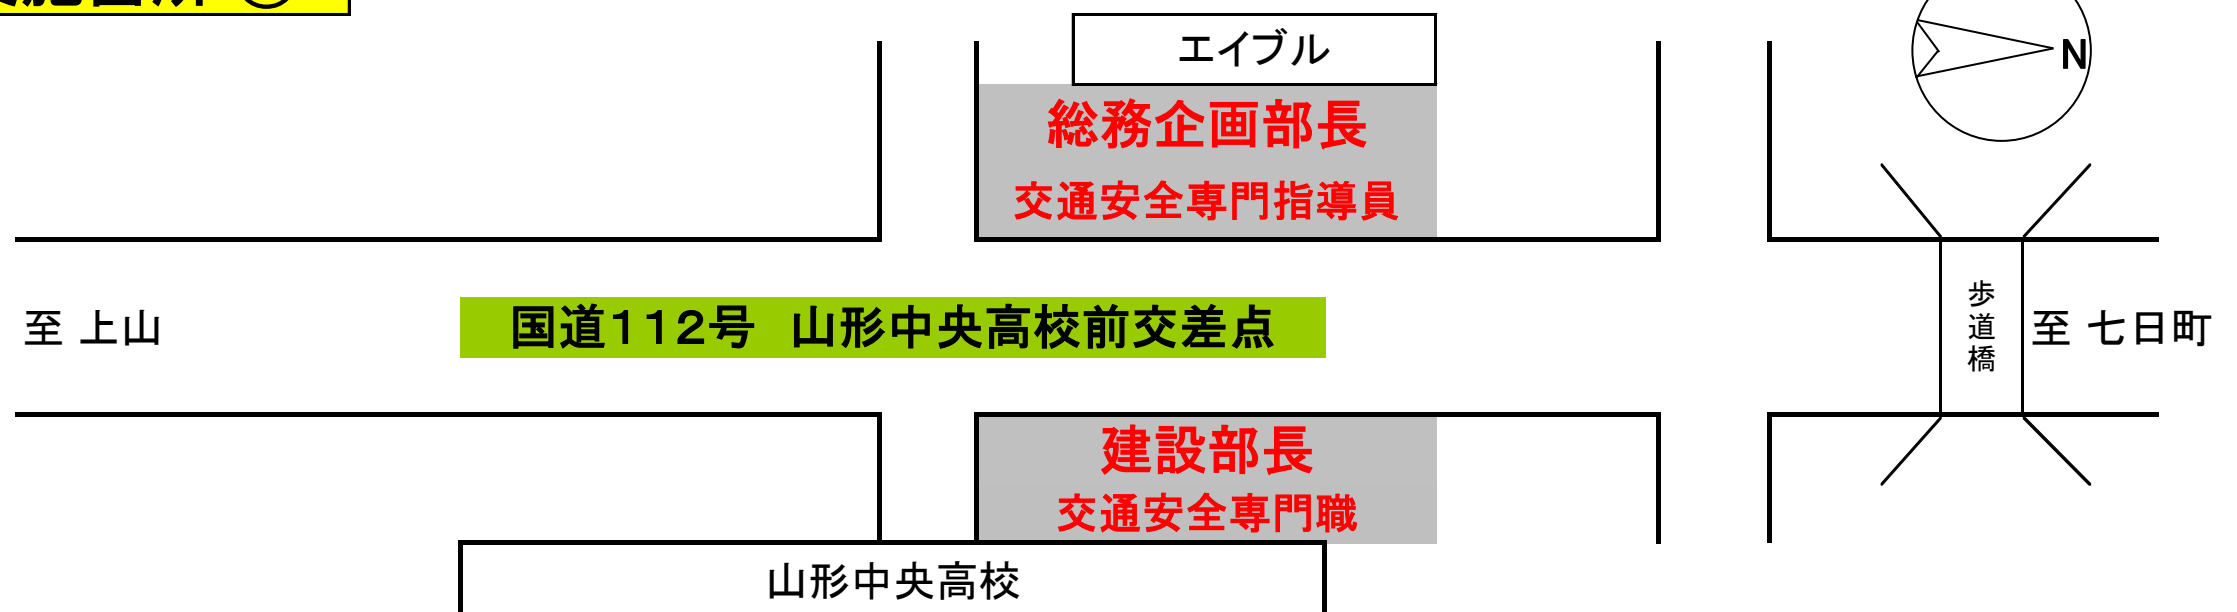 エイブル
N
総務企画部長
交通安全専門指導員
至 上山
国道112号　山形中央高校前交差点
歩道橋
至 七日町
建設部長
交通安全専門職
山形中央高校